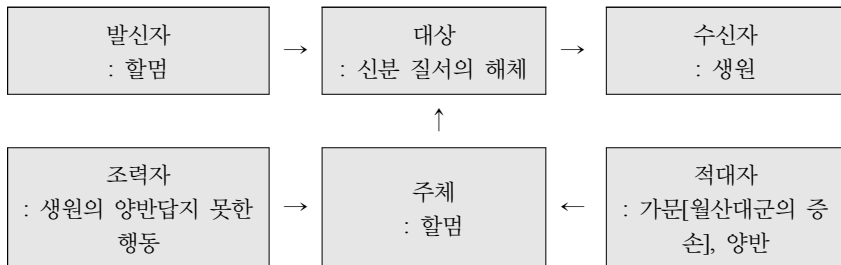 발신자
: 할멈
→
대상
: 신분 질서의 해체
→
수신자
: 생원
↑
조력자
: 생원의 양반답지 못한
행동
→
주체
: 할멈
←
적대자
: 가문[월산대군의 증
손], 양반